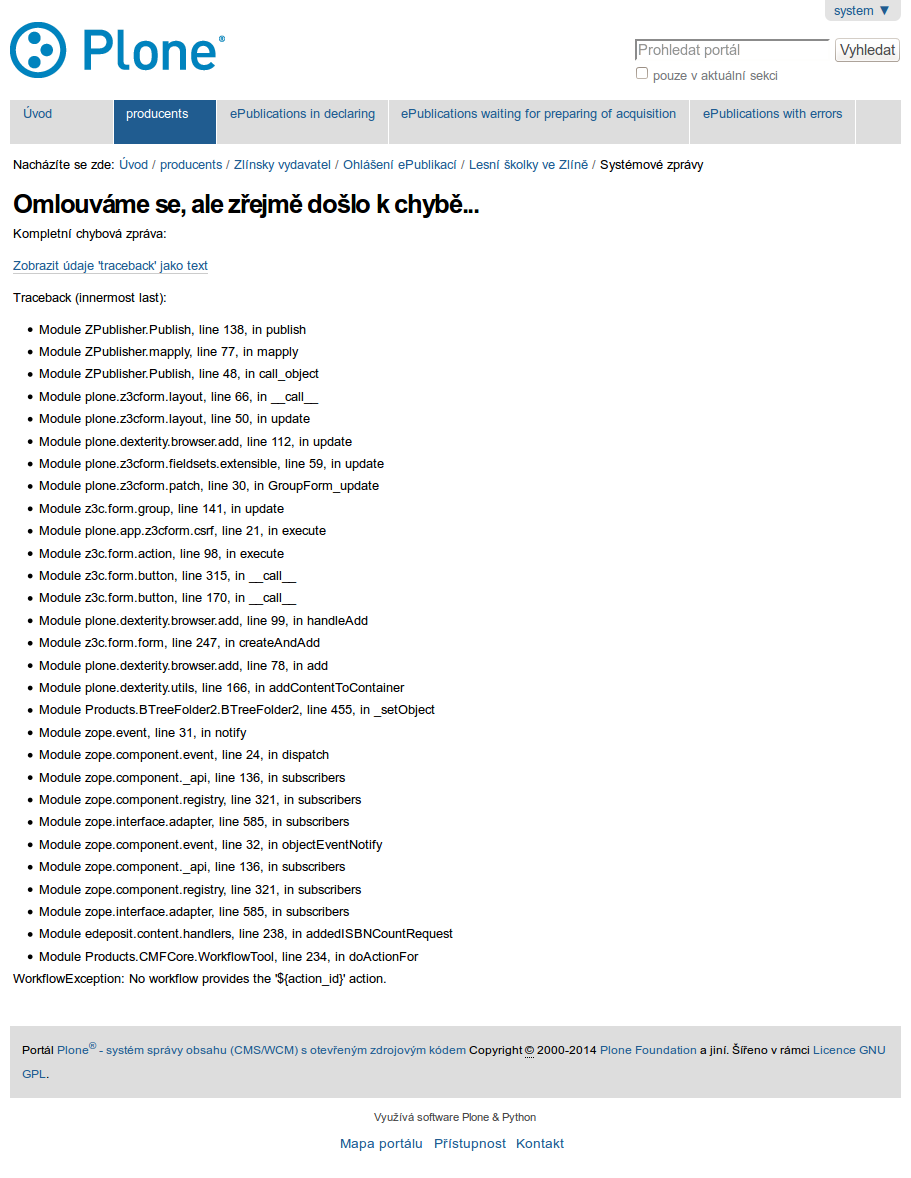 system ▼
Plone®
Prohledat portál
Vyhledat
pouze v aktuální sekci
Úvod
producents
ePublications in declaring
ePublications waiting for preparing of acquisition
ePublications with errors
Nacházíte se zde: Úvod / producents / Zlínsky vydavatel / Ohlášení ePublikací / Lesní školky ve Zlíně / Systémové zprávy
Omlouváme se, ale zřejmě došlo k chybě...
Kompletní chybová zpráva:
Zobrazit údaje 'traceback' jako text
Traceback (innermost last):
• Module ZPublisher.Publish, line 138, in publish
• Module ZPublisher.mapply, line 77, in mapply
• Module ZPublisher.Publish, line 48, in call_object
• Module plone.z3cform.layout, line 66, in __call__
• Module plone.z3cform.layout, line 50, in update
• Module plone.dexterity.browser.add, line 112, in update
• Module plone.z3cform.fieldsets.extensible, line 59, in update
• Module plone.z3cform.patch, line 30, in GroupForm_update
• Module z3c.form.group, line 141, in update
• Module plone.app.z3cform.csrf, line 21, in execute
• Module z3c.form.action, line 98, in execute
• Module z3c.form.button, line 315, in __call__
• Module z3c.form.button, line 170, in __call__
• Module plone.dexterity.browser.add, line 99, in handleAdd
• Module z3c.form.form, line 247, in createAndAdd
• Module plone.dexterity.browser.add, line 78, in add
• Module plone.dexterity.utils, line 166, in addContentToContainer
• Module Products.BTreeFolder2.BTreeFolder2, line 455, in _setObject
• Module zope.event, line 31, in notify
• Module zope.component.event, line 24, in dispatch
• Module zope.component._api, line 136, in subscribers
• Module zope.component.registry, line 321, in subscribers
• Module zope.interface.adapter, line 585, in subscribers
• Module zope.component.event, line 32, in objectEventNotify
• Module zope.component._api, line 136, in subscribers
• Module zope.component.registry, line 321, in subscribers
• Module zope.interface.adapter, line 585, in subscribers
• Module edeposit.content.handlers, line 238, in addedISBNCountRequest
• Module Products.CMFCore.WorkflowTool, line 234, in doActionFor
WorkflowException: No workflow provides the '${action_id}' action.
Portál Plone® - systém správy obsahu (CMS/WCM) s otevřeným zdrojovým kódem Copyright © 2000-2014 Plone Foundation a jiní. Šířeno v rámci Licence GNU
GPL.
Využívá software Plone & Python
Mapa portálu Přístupnost Kontakt